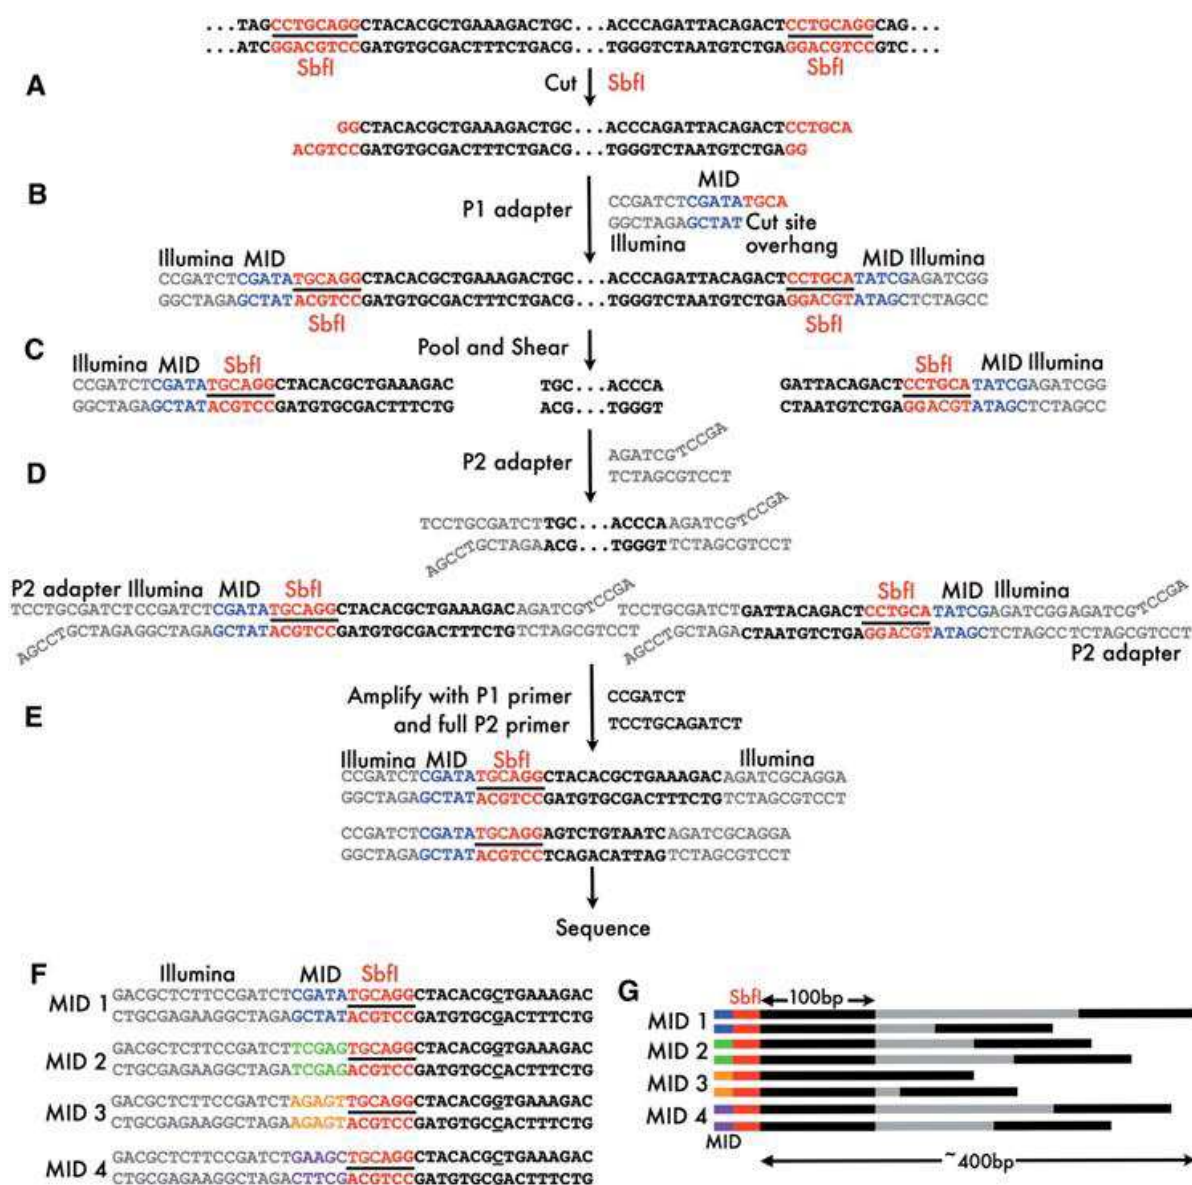 ...TAGCCTGCAGGCTACACGCTGAAAGACTGC...ACCCAGATTACAGACTCCTGCAGGCAG...
...ATCGGACGTCCGATGTGCGACTTTCTGACG...TGGGTCTAATGTCTGAGGACGTCCGTC...
SbfI SbfI
A Cut SbfI
GGCTACACGCTGAAAGACTGC...ACCCAGATTACAGACTCCTGCA
ACGTCCGATGTGCGACTTTCTGACG...TGGGTCTAATGTCTGAGG
MID
B P1 adapter CCGATCTCGATATGCA
GGCTAGAGCTAT Cut site
Illumina overhang
Illumina MID MID Illumina
CCGATCTCGATATGCAGGCTACACGCTGAAAGACTGC...ACCCAGATTACAGACTCCTGCATATCGAGATCGG
GGCTAGAGCTATACGTCCGATGTGCGACTTTCTGACG...TGGGTCTAATGTCTGAGGACGTATAGCTCTAGCC
SbfI SbfI
C Pool and Shear
Illumina MID SbfI SbfI MID Illumina
CCGATCTCGATATGCAGGCTACACGCTGAAAGAC TGC...ACCCA GATTACAGACTCCTGCATATCGAGATCGG
GGCTAGAGCTATACGTCCGATGTGCGACTTTCTG ACG...TGGGT CTAATGTCTGAGGACGTATAGCTCTAGCC
D P2 adapter AGATCGTCCGA
TCTAGCGTCCT
TCCTGCGATCTTGC...ACCCAAGATCGTCCGA
AGCCTGCTAGAACG...TGGGTTCTAGCGTCCT
P2 adapter Illumina MID SbfI SbfI MID Illumina
TCCTGCGATCTCCGATCTCGATATGCAGGCTACACGCTGAAAGACAGATCGTCCGA TCCTGCGATCTGATTACAGACTCCTGCATATCGAGATCGGAGATCGTCCGA
AGCCTGCTAGAGGCTAGAGCTATACGTCCGATGTGCGACTTTCTGTCTAGCGTCCT AGCCTGCTAGACTAATGTCTGAGGACGTATAGCTCTAGCCTCTAGCGTCCT
P2 adapter
E Amplify with P1 primer CCGATCT
and full P2 primer TCCTGCAGATCT
Illumina MID SbfI Illumina
CCGATCTCGATATGCAGGCTACACGCTGAAAGACAGATCGCAGGA
GGCTAGAGCTATACGTCCGATGTGCGACTTTCTGTCTAGCGTCCT
CCGATCTCGATATGCAGGAGTCTGTAATCAGATCGCAGGA
GGCTAGAGCTATACGTCCTCAGACATTAGTCTAGCGTCCT
Sequence
F Illumina MID SbfI
MID 1 GACGCTCTTCCGATCTCGATATGCAGGCTACACGCTGAAAGAC
CTGCGAGAAGGCTAGAGCTATACGTCCGATGTGCGACTTTCTG
MID 2 GACGCTCTTCCGATCTTCGAGTGCAGGCTACACGGTGAAAGAC
CTGCGAGAAGGCTAGATCGAGACGTCCGATGTGCCACTTTCTG
MID 3 GACGCTCTTCCGATCTAGAGTTGCAGGCTACACGGTGAAAGAC
CTGCGAGAAGGCTAGAAGAGTACGTCCGATGTGCCACTTTCTG
MID 4 GACGCTCTTCCGATCTGAAGCTGCAGGCTACACGCTGAAAGAC
CTGCGAGAAGGCTAGACTTCGACGTCCGATGTGCGACTTTCTG
G SbfI 100bp
MID 1
MID 2
MID 3
MID 4
MID
~400bp